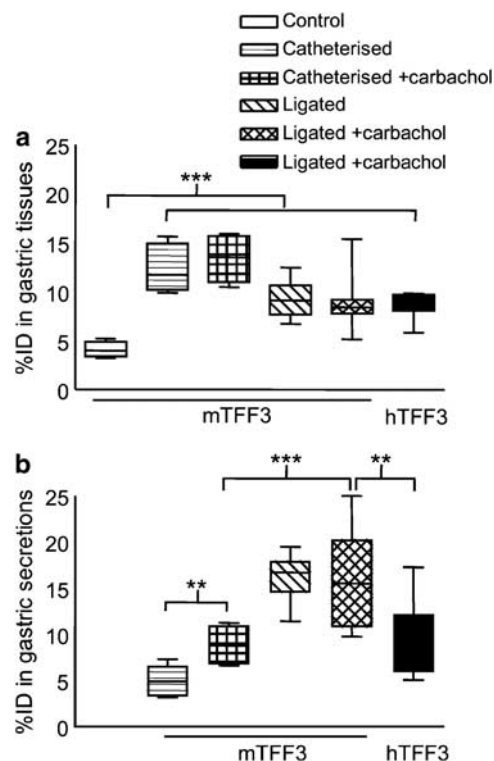 Control
Catheterised
Catheterised +carbachol
Ligated
Ligated +carbachol
Ligated +carbachol
a
25
20
15
10
5
0
%ID in gastric tissues
***
mTFF3
hTFF3
b
25
20
15
10
5
0
%ID in gastric secretions
**
***
**
mTFF3
hTFF3